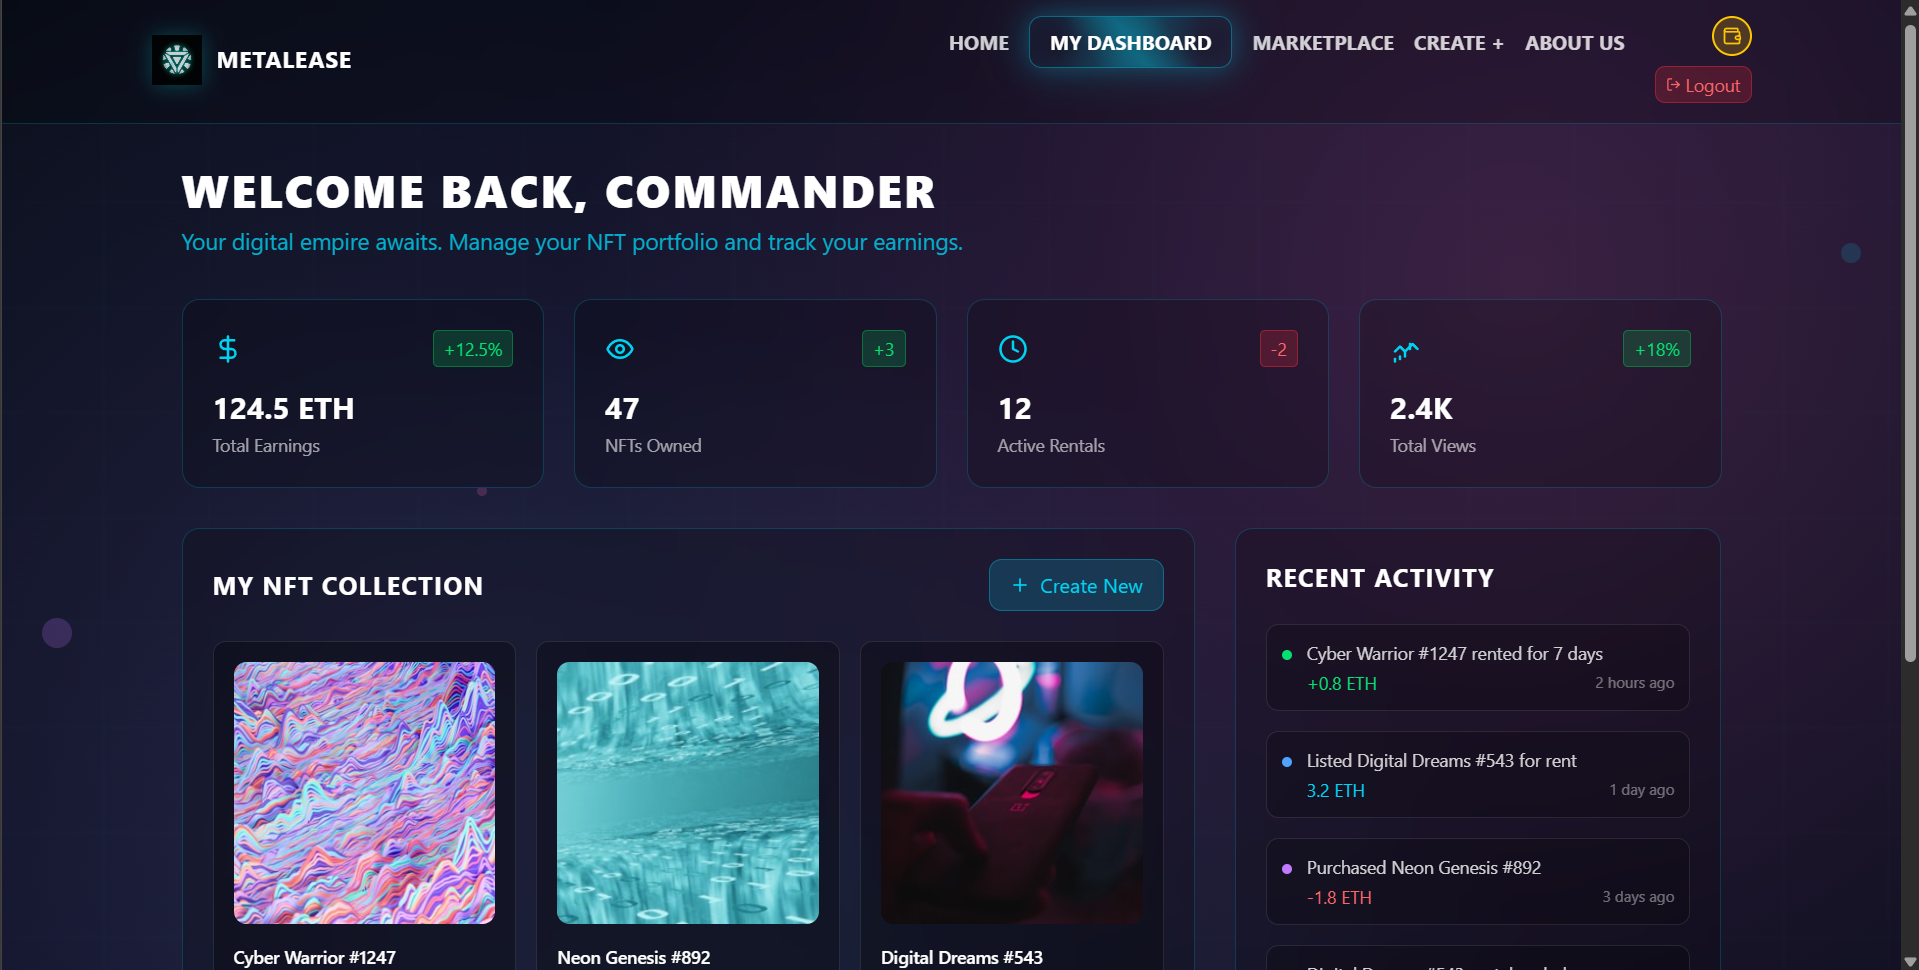 METALEASE
HOME
MY DASHBOARD
MARKETPLACE
CREATE +
ABOUT US
Logout
WELCOME BACK, COMMANDER
Your digital empire awaits. Manage your NFT portfolio and track your earnings.
+12.5%
124.5 ETH
Total Earnings
+3
47
NFTs Owned
-2
12
Active Rentals
+18%
2.4K
Total Views
MY NFT COLLECTION
+ Create New
Cyber Warrior #1247
Neon Genesis #892
Digital Dreams #543
RECENT ACTIVITY
Cyber Warrior #1247 rented for 7 days
+0.8 ETH
2 hours ago
Listed Digital Dreams #543 for rent
3.2 ETH
1 day ago
Purchased Neon Genesis #892
-1.8 ETH
3 days ago